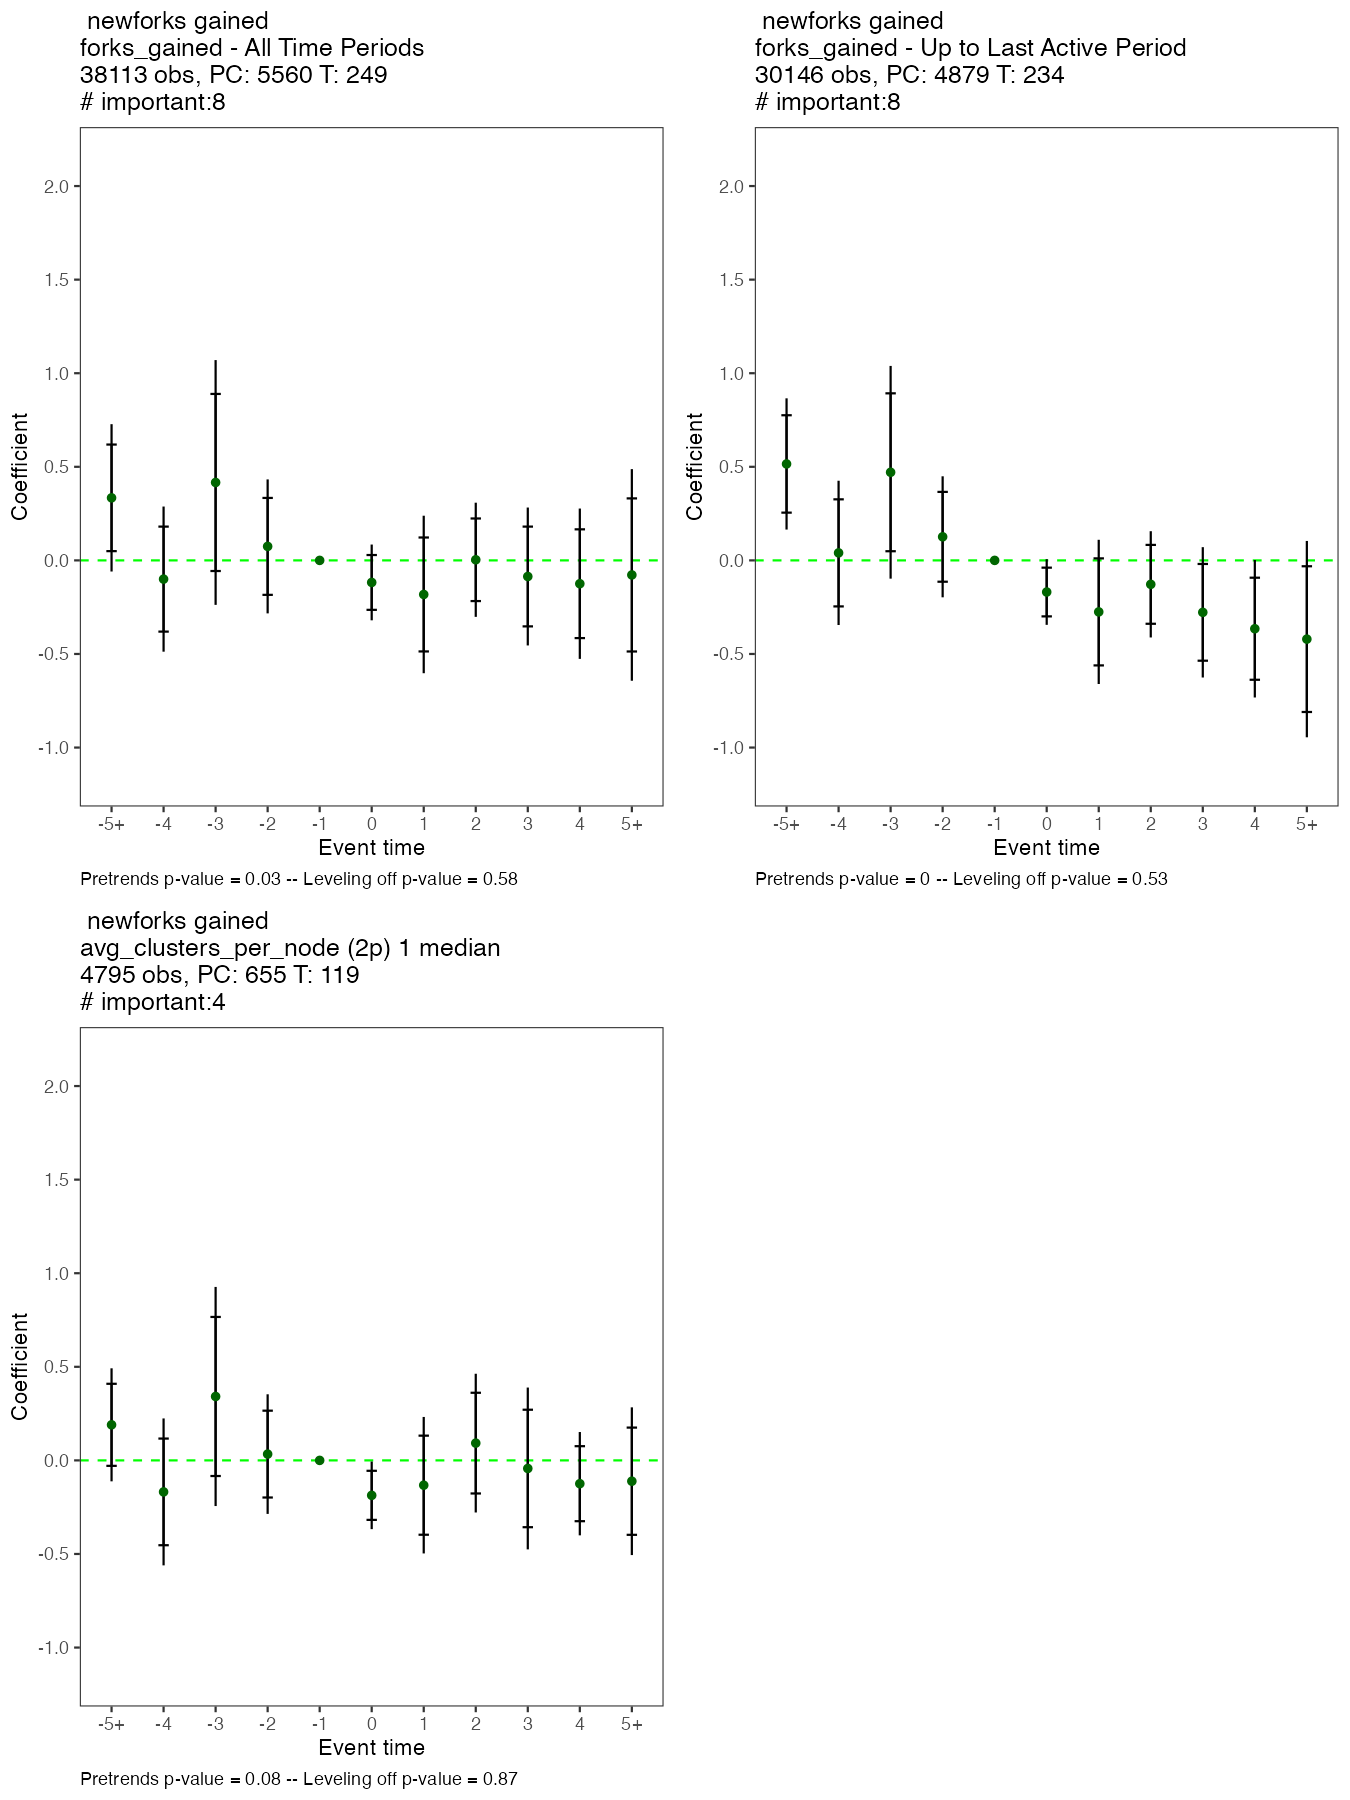 newforks gained
forks_gained - All Time Periods
38113 obs, PC: 5560 T: 249
# important:8
2.0
1.5
1.0
0.5
0.0
-0.5
-1.0
Coefficient
-5+ -4 -3 -2 -1 0 1 2 3 4 5+
Event time
Pretrends p-value = 0.03 -- Leveling off p-value = 0.58
newforks gained
forks_gained - Up to Last Active Period
30146 obs, PC: 4879 T: 234
# important:8
2.0
1.5
1.0
0.5
0.0
-0.5
-1.0
Coefficient
-5+ -4 -3 -2 -1 0 1 2 3 4 5+
Event time
Pretrends p-value = 0 -- Leveling off p-value = 0.53
newforks gained
avg_clusters_per_node (2p) 1 median
4795 obs, PC: 655 T: 119
# important:4
2.0
1.5
1.0
0.5
0.0
-0.5
-1.0
Coefficient
-5+ -4 -3 -2 -1 0 1 2 3 4 5+
Event time
Pretrends p-value = 0.08 -- Leveling off p-value = 0.87